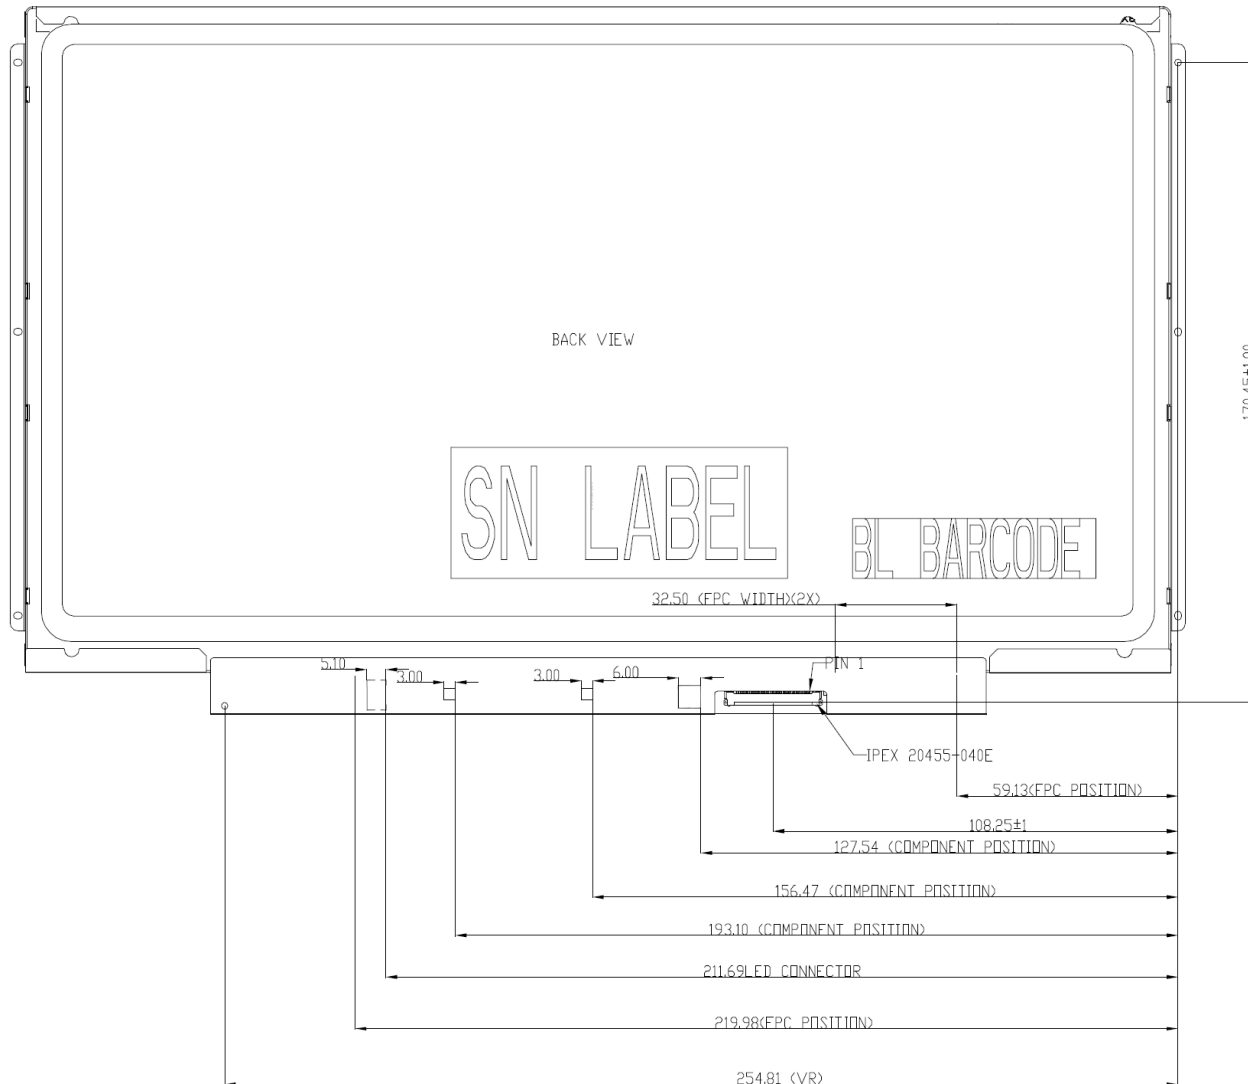 BACK VIEW
SN LABEL
BL BARCODE
32.50 (FPC WIDTH)(2X)
5.10
3.00
3.00
6.00
PIN 1
IPEX 20455-040E
59.13(FPC POSITION)
108.25±1
127.54 (COMPONENT POSITION)
156.47 (COMPONENT POSITION)
193.10 (COMPONENT POSITION)
211.69LED CONNECTOR
219.98(FPC POSITION)
254.81 (VR)